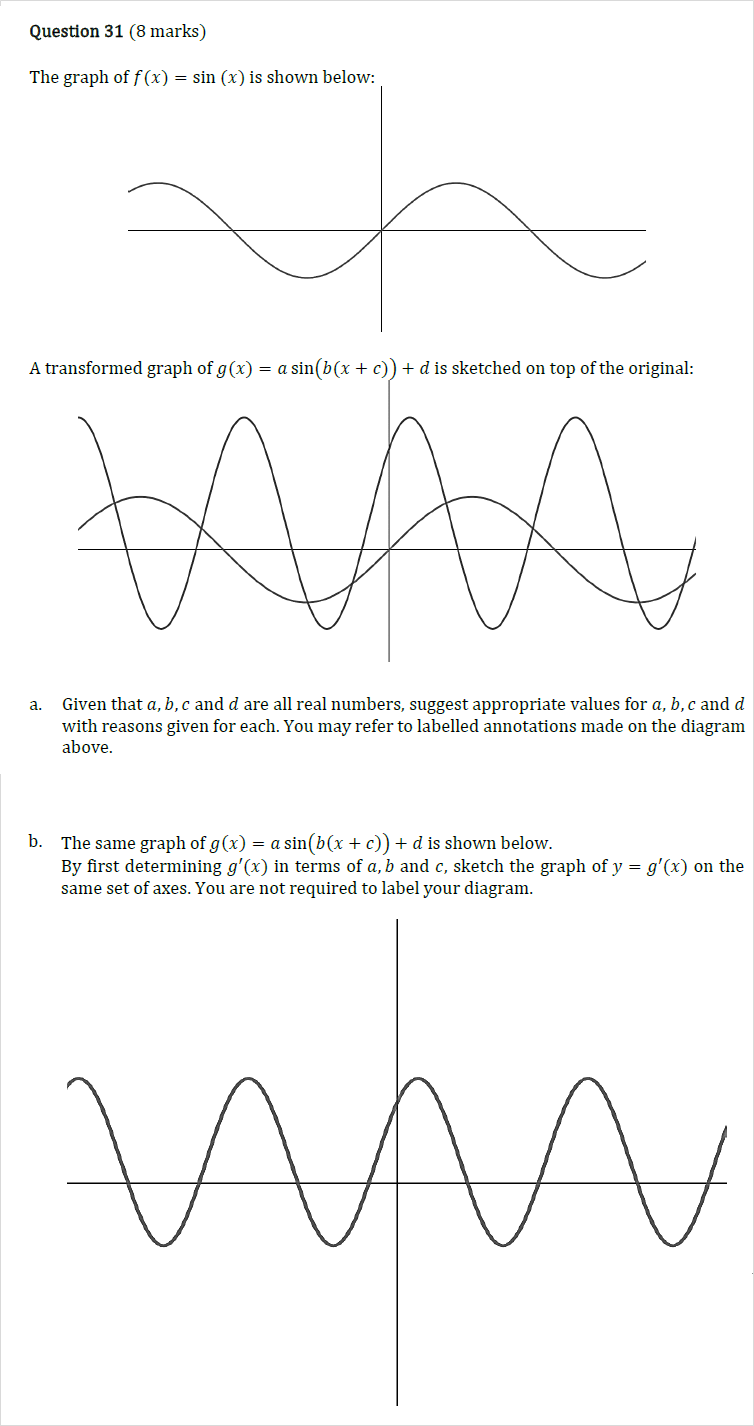 Question 31 (8 marks)
The graph of f(x) = sin (x) is shown below:
A transformed graph of g(x) = a sin(b(x + c)) + d is sketched on top of the original:
a. Given that a, b, c and d are all real numbers, suggest appropriate values for a, b, c and d
with reasons given for each. You may refer to labelled annotations made on the diagram
above.
b. The same graph of g(x) = a sin(b(x + c)) + d is shown below.
By first determining g′(x) in terms of a, b and c, sketch the graph of y = g′(x) on the
same set of axes. You are not required to label your diagram.